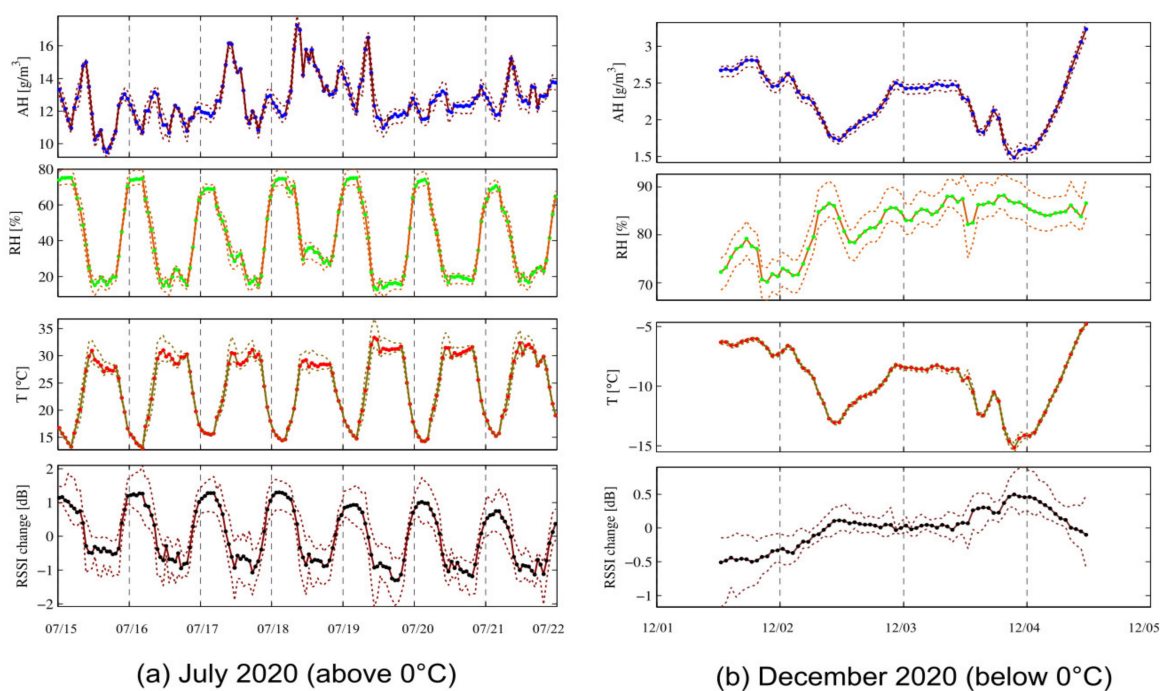 AH [g/m³]
16
14
12
10
RH [%]
80
60
40
20
T [°C]
35
30
25
20
15
RSSI change [dB]
2
1
0
−1
−2
07/15 07/16 07/17 07/18 07/19 07/20 07/21 07/22
(a) July 2020 (above 0°C)
AH [g/m³]
3
2.5
2
1.5
RH [%]
90
80
70
T [°C]
−5
−10
−15
RSSI change [dB]
0.5
0
−0.5
−1
12/01 12/02 12/03 12/04 12/05
(b) December 2020 (below 0°C)